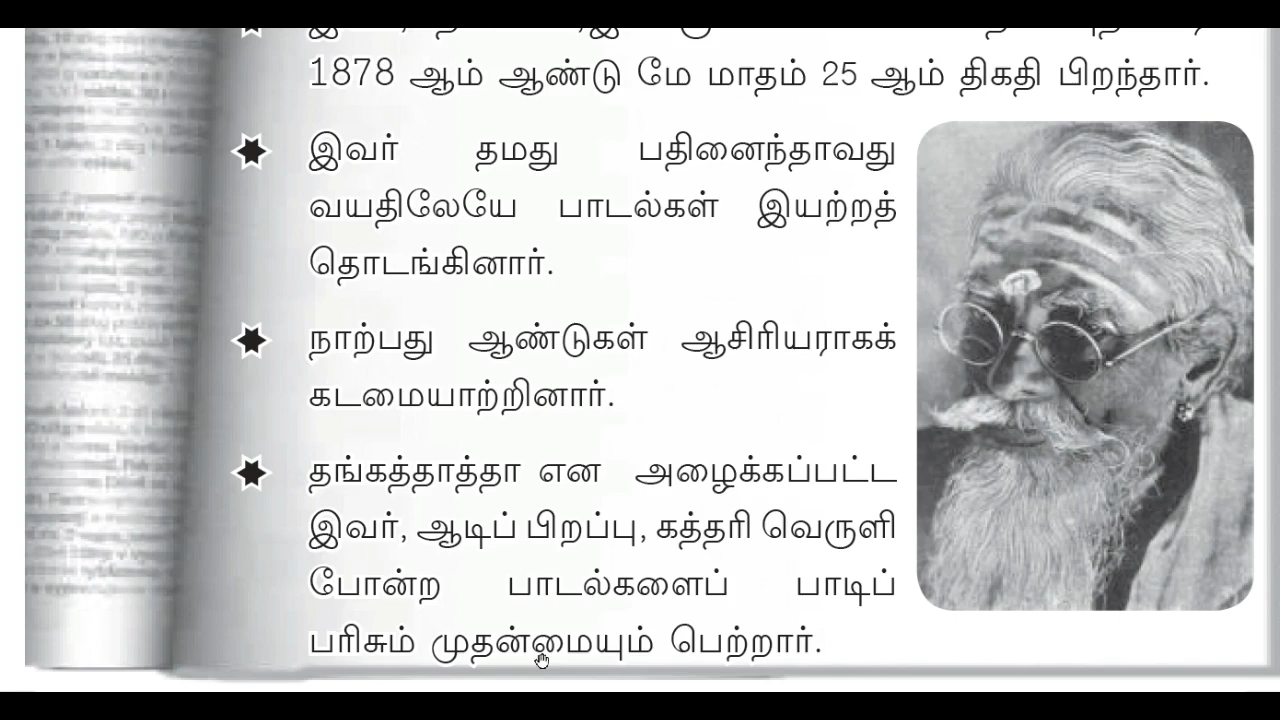 1878 ஆம் ஆண்டு மே மாதம் 25 ஆம் திகதி பிறந்தார்.
இவர் தமது பதினைந்தாவது
வயதிலேயே பாடல்கள் இயற்றத்
தொடங்கினார்.
நாற்பது ஆண்டுகள் ஆசிரியராகக்
கடமையாற்றினார்.
தங்கத்தாத்தா என அழைக்கப்பட்ட
இவர், ஆடிப் பிறப்பு, கத்தரி வெருளி
போன்ற பாடல்களைப் பாடிப்
பரிசும் முதன்மையும் பெற்றார்.